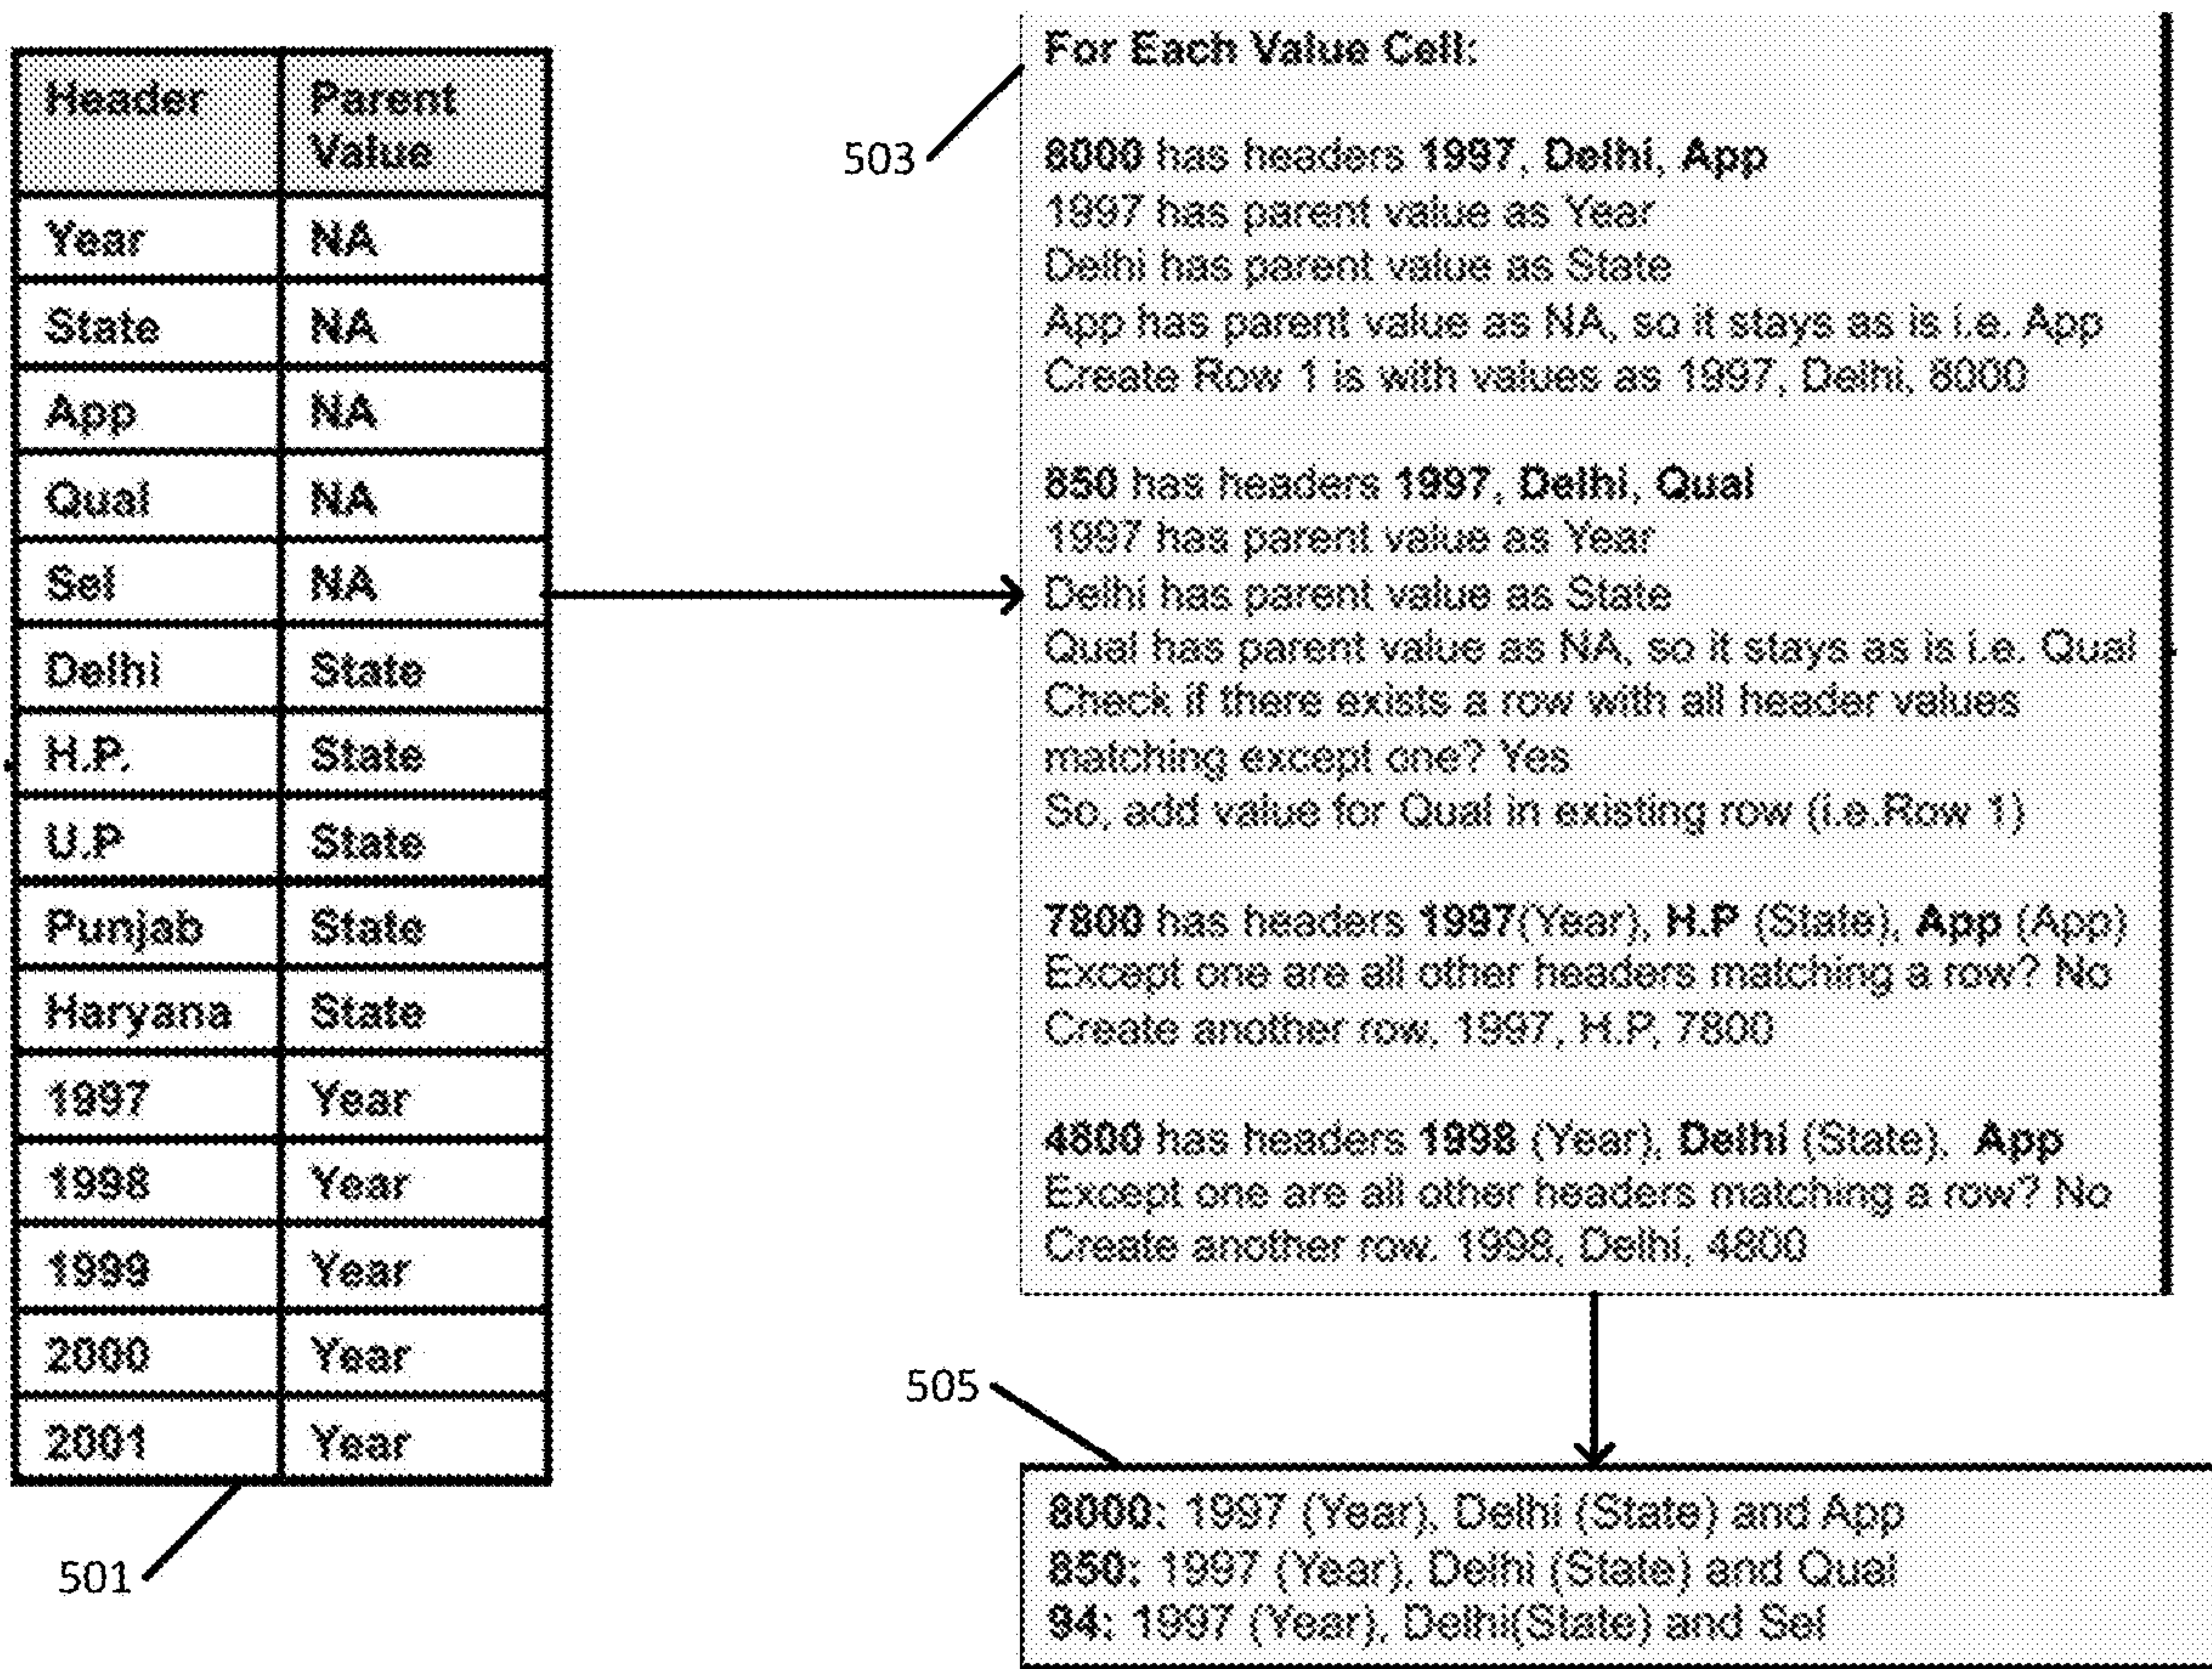 Header Parent
Value
Year NA
State NA
App NA
Qual NA
Sel NA
Delhi State
H.P. State
U.P State
Punjab State
Haryana State
1997 Year
1998 Year
1999 Year
2000 Year
2001 Year
501
503
For Each Value Cell:
8000 has headers 1997, Delhi, App
1997 has parent value as Year
Delhi has parent value as State
App has parent value as NA, so it stays as is i.e. App
Create Row 1 is with values as 1997, Delhi, 8000
850 has headers 1997, Delhi, Qual
1997 has parent value as Year
Delhi has parent value as State
Qual has parent value as NA, so it stays as is i.e. Qual
Check if there exists a row with all header values
matching except one? Yes
So, add value for Qual in existing row (i.e.Row 1)
7800 has headers 1997(Year), H.P (State), App (App)
Except one are all other headers matching a row? No
Create another row, 1997, H.P, 7800
4800 has headers 1998 (Year), Delhi (State), App
Except one are all other headers matching a row? No
Create another row. 1998, Delhi, 4800
505
8000: 1997 (Year), Delhi (State) and App
850: 1997 (Year), Delhi (State) and Qual
94: 1997 (Year), Delhi(State) and Sel